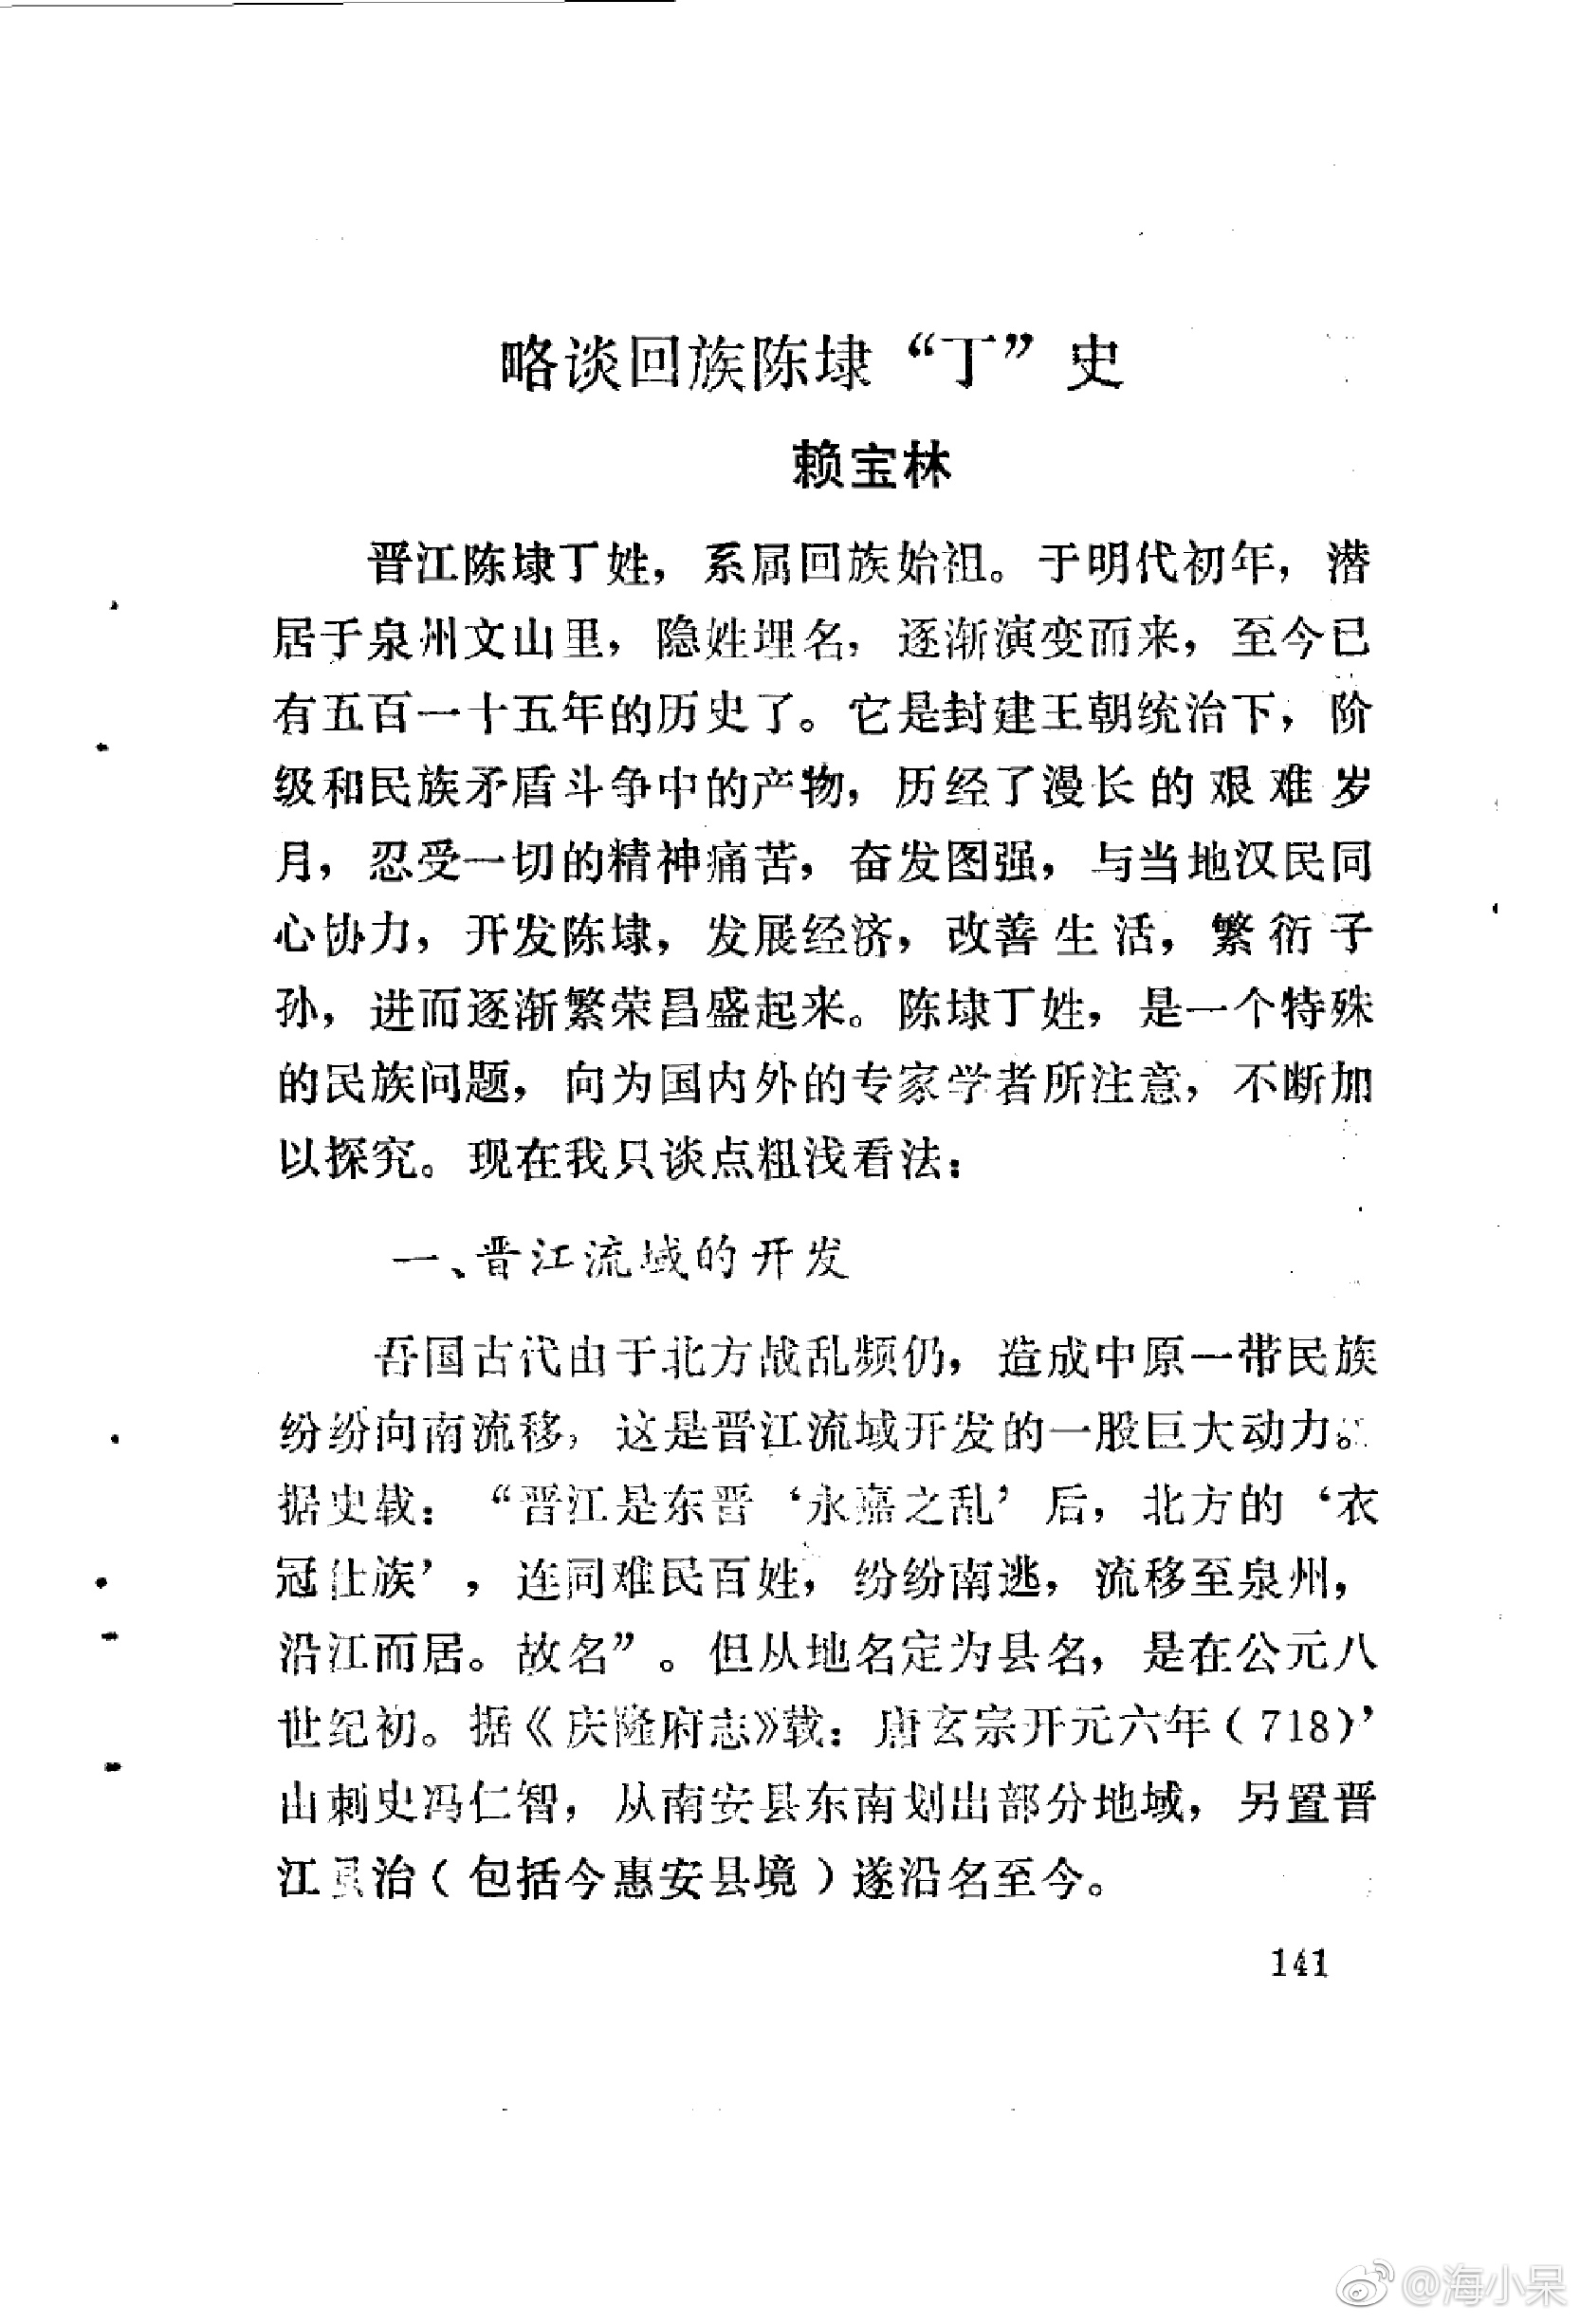 略谈回族陈埭“丁”史
赖宝林
晋江陈埭丁姓，系属回族始祖。于明代初年，潜
居于泉州文山里，隐姓埋名，逐渐演变而来，至今已
有五百一十五年的历史了。它是封建王朝统治下，阶
级和民族矛盾斗争中的产物，历经了漫长的艰难岁
月，忍受一切的精神痛苦，奋发图强，与当地汉民同
心协力，开发陈埭，发展经济，改善生活，繁衍子
孙，进而逐渐繁荣昌盛起来。陈埭丁姓，是一个特殊
的民族问题，向为国内外的专家学者所注意，不断加
以探究。现在我只谈点粗浅看法：
一、晋江流域的开发
吾国古代由于北方战乱频仍，造成中原一带民族
纷纷向南流移，这是晋江流域开发的一股巨大动力。
据史载：“晋江是东晋‘永嘉之乱’后，北方的‘衣
冠仕族’，连同难民百姓，纷纷南逃，流移至泉州，
沿江而居。故名”。但从地名定为县名，是在公元八
世纪初。据《庆隆府志》载：唐玄宗开元六年（718）’
由刺史冯仁智，从南安县东南划出部分地域，另置晋
江县治（包括今惠安县境）遂沿名至今。
141
@海小呆